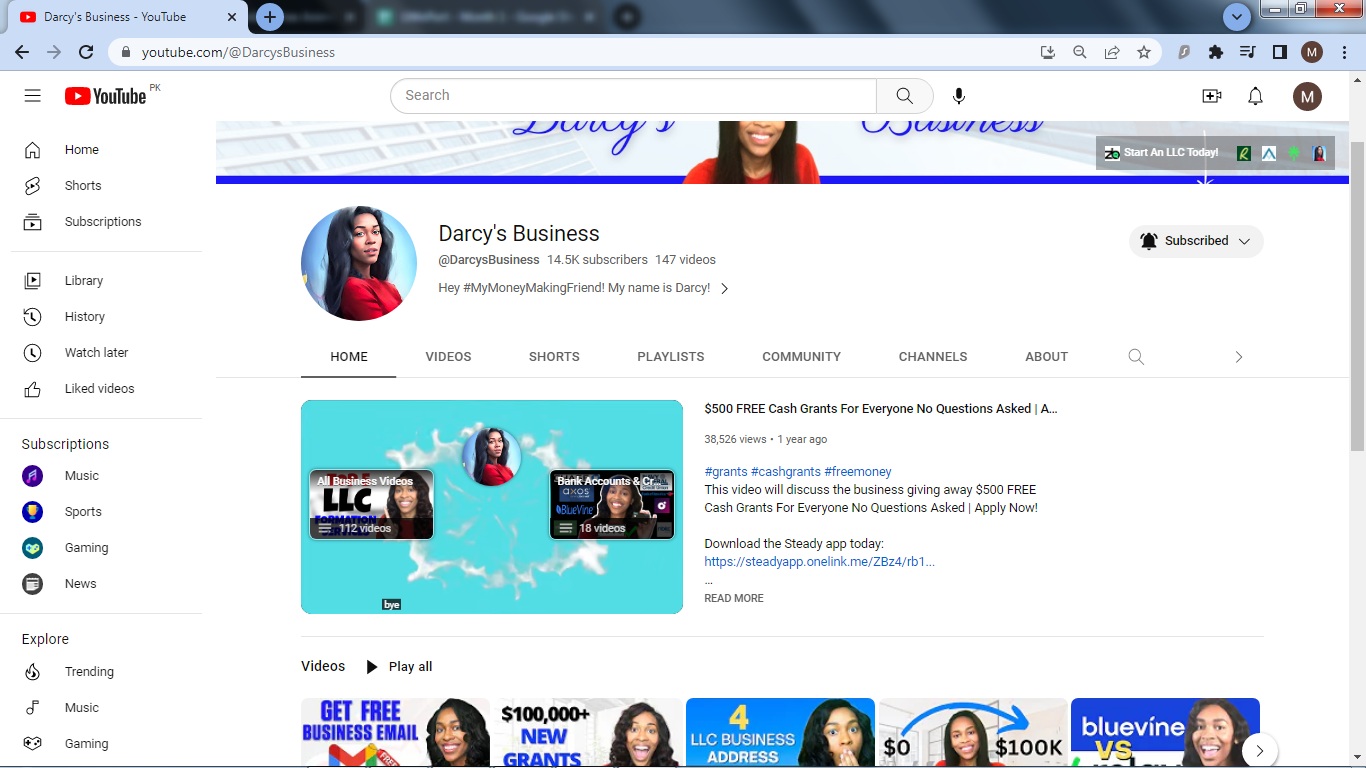 Darcy's Business - YouTube
youtube.com/@DarcysBusiness
M
YouTube PK
Search
M
Darcy's Business
Start An LLC Today!
Home
Shorts
Subscriptions
Library
History
Watch later
Liked videos
Subscriptions
Music
Sports
Gaming
News
Explore
Trending
Music
Gaming
Darcy's Business
@DarcysBusiness 14.5K subscribers 147 videos
Hey #MyMoneyMakingFriend! My name is Darcy!
Subscribed
HOME VIDEOS SHORTS PLAYLISTS COMMUNITY CHANNELS ABOUT
All Business Videos
LLC
FORMATION
112 videos
Bank Accounts & Cr...
axos
BlueVine
18 videos
bye
$500 FREE Cash Grants For Everyone No Questions Asked | A...
38,526 views • 1 year ago
#grants #cashgrants #freemoney
This video will discuss the business giving away $500 FREE
Cash Grants For Everyone No Questions Asked | Apply Now!
Download the Steady app today:
https://steadyapp.onelink.me/ZBz4/rb1...
...
READ MORE
Videos Play all
GET FREE
BUSINESS EMAIL
FREE
$100,000+
NEW
GRANTS
4
LLC BUSINESS
ADDRESS
$0 $100K
bluevine
VS